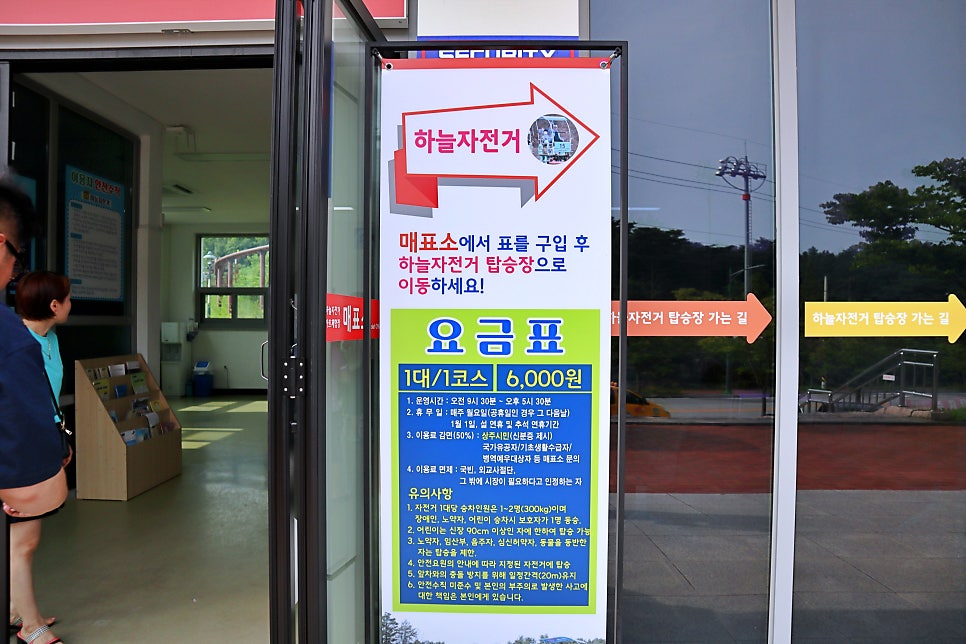 SECURITY
하늘자전거
매표소에서 표를 구입 후
하늘자전거 탑승장으로
이동하세요!
요금표
1대/1코스 6,000원
1. 운영시간 : 오전 9시 30분 ~ 오후 5시 30분
2. 휴 무 일 : 매주 월요일(공휴일인 경우 그 다음날)
1월 1일, 설 연휴 및 추석 연휴기간
3. 이용료 감면(50%) : 상주시민(신분증 제시)
국가유공자/기초생활수급자/
병역예우대상자 등 매표소 문의
4. 이용료 면제 : 국빈, 외교사절단,
그 밖에 시장이 필요하다고 인정하는 자
유의사항
1. 자전거 1대당 승차인원은 1~2명(300kg)이며
장애인, 노약자, 어린이 승차시 보호자가 1명 동승.
2. 어린이는 신장 90cm 이상인 자에 한하여 탑승 가능
3. 노약자, 임산부, 음주자, 심신허약자, 동물을 동반한
자는 탑승을 제한.
4. 안전요원의 안내에 따라 지정된 자전거에 탑승
5. 앞차와의 충돌 방지를 위해 일정간격(20m)유지
6. 안전수칙 미준수 및 본인의 부주의로 발생한 사고에
대한 책임은 본인에게 있습니다.
이용자 안전수칙
하늘자전거
매표소
하늘자전거 탑승장 가는 길
하늘자전거 탑승장 가는 길